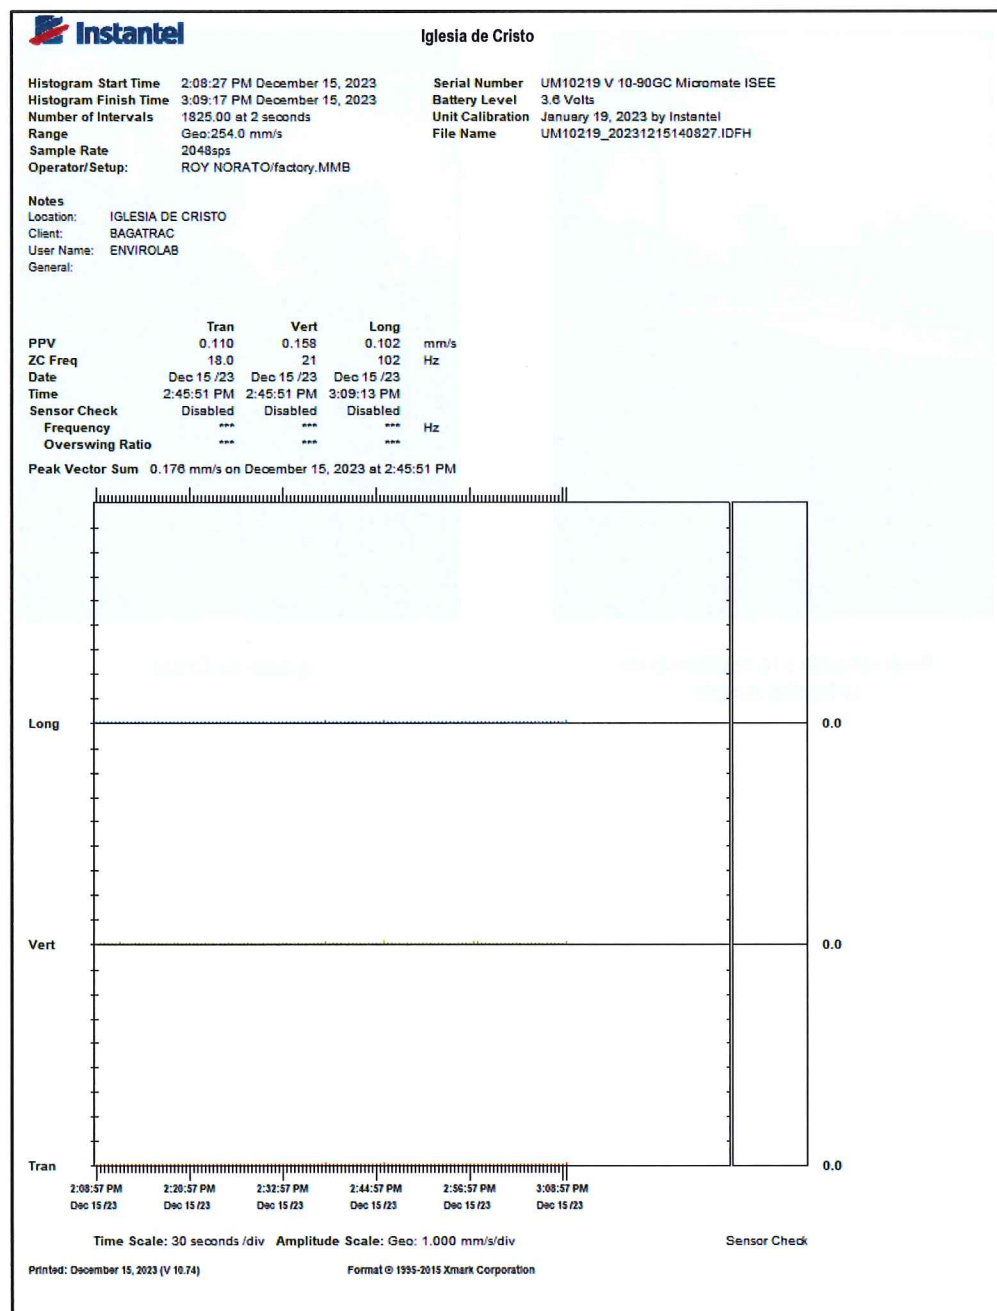 Instantel
Iglesia de Cristo
Histogram Start Time 2:08:27 PM December 15, 2023
Histogram Finish Time 3:09:17 PM December 15, 2023
Number of Intervals 1825.00 at 2 seconds
Range Geo:254.0 mm/s
Sample Rate 2048sps
Operator/Setup: ROY NORATO/factory.MMB
Serial Number UM10219 V 10-90GC Micromate ISEE
Battery Level 3.6 Volts
Unit Calibration January 19, 2023 by Instantel
File Name UM10219_20231215140827.IDFH
Notes
Location: IGLESIA DE CRISTO
Client: BAGATRAC
User Name: ENVIROLAB
General:
Tran Vert Long
PPV 0.110 0.158 0.102 mm/s
ZC Freq 18.0 21 102 Hz
Date Dec 15 /23 Dec 15 /23 Dec 15 /23
Time 2:45:51 PM 2:45:51 PM 3:09:13 PM
Sensor Check Disabled Disabled Disabled
Frequency *** *** *** Hz
Overswing Ratio *** *** ***
Peak Vector Sum 0.176 mm/s on December 15, 2023 at 2:45:51 PM
Long 0.0
Vert 0.0
Tran 0.0
2:08:57 PM 2:20:57 PM 2:32:57 PM 2:44:57 PM 2:56:57 PM 3:08:57 PM
Dec 15 /23 Dec 15 /23 Dec 15 /23 Dec 15 /23 Dec 15 /23 Dec 15 /23
Time Scale: 30 seconds /div Amplitude Scale: Geo: 1.000 mm/s/div Sensor Check
Printed: December 15, 2023 (V 10.74) Format © 1995-2015 Xmark Corporation